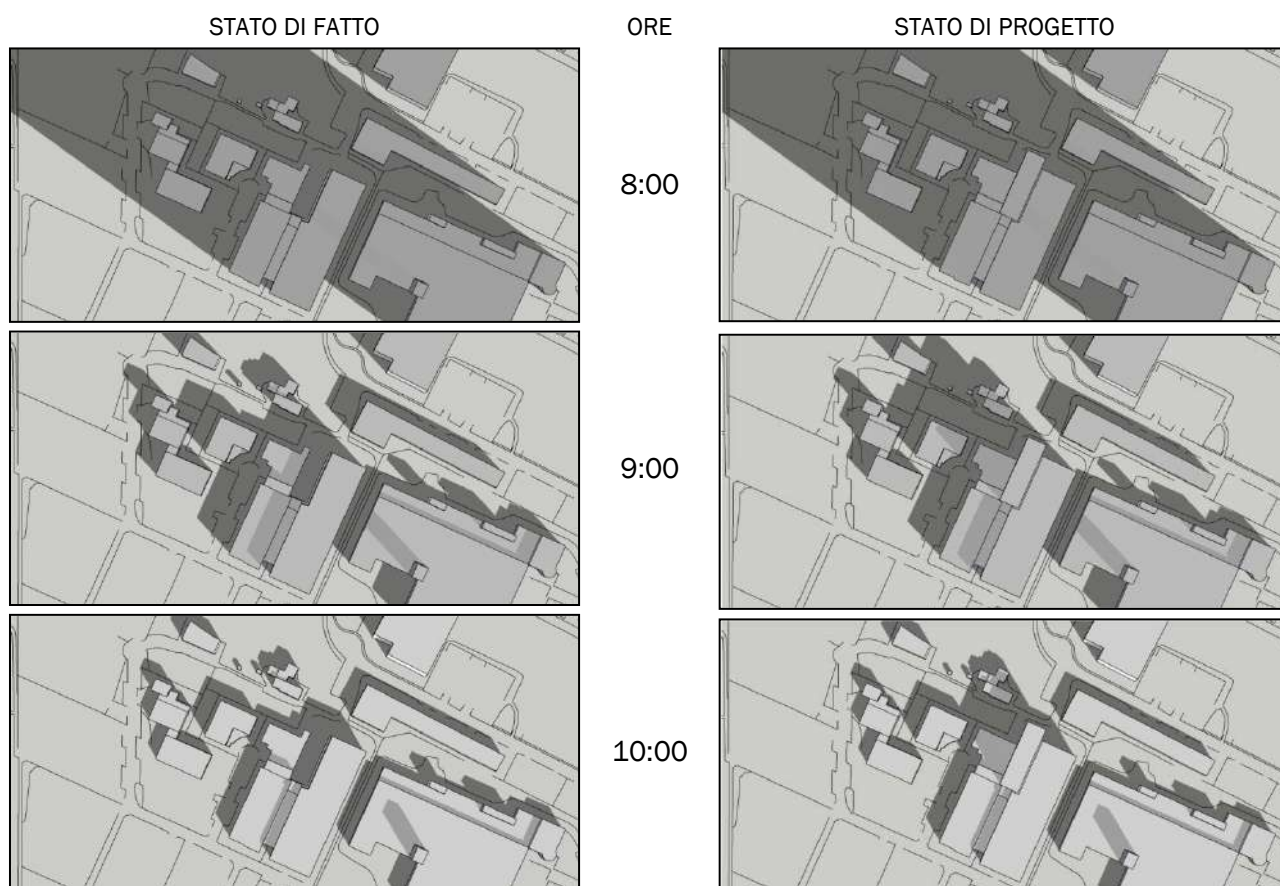 STATO DI FATTO
ORE
STATO DI PROGETTO
8:00
9:00
10:00